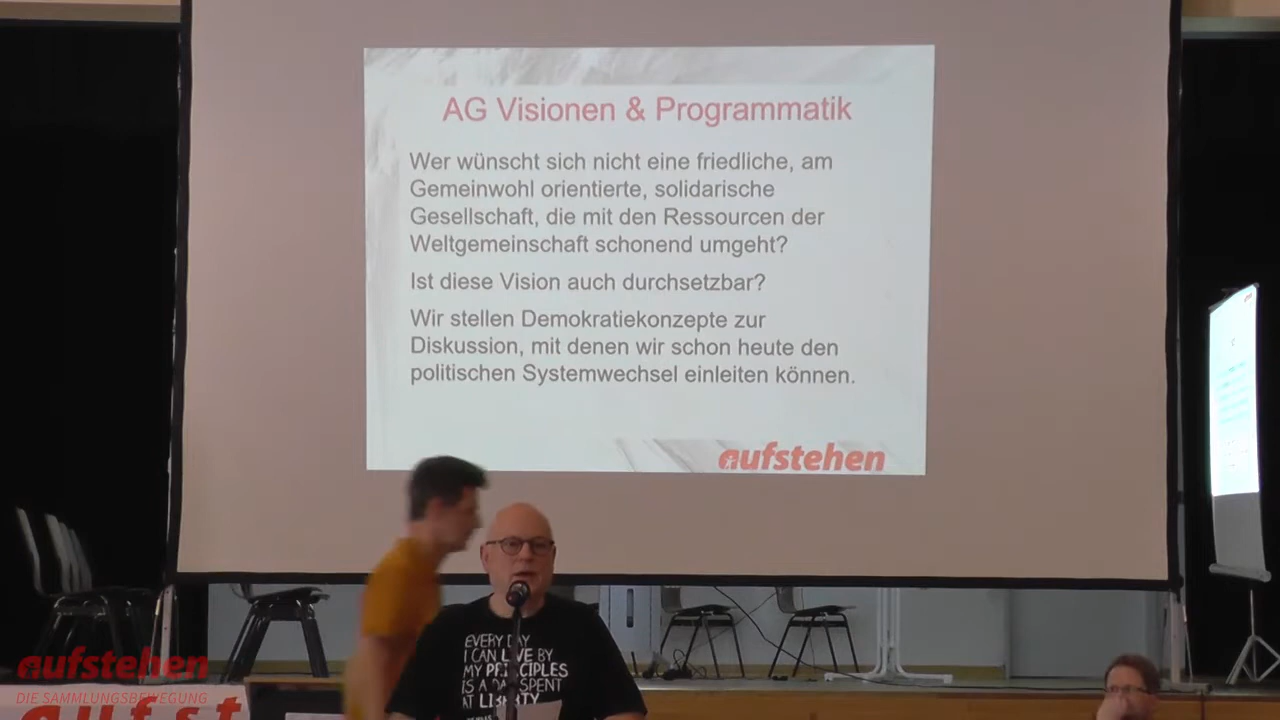 AG Visionen & Programmatik
Wer wünscht sich nicht eine friedliche, am
Gemeinwohl orientierte, solidarische
Gesellschaft, die mit den Ressourcen der
Weltgemeinschaft schonend umgeht?
Ist diese Vision auch durchsetzbar?
Wir stellen Demokratiekonzepte zur
Diskussion, mit denen wir schon heute den
politischen Systemwechsel einleiten können.
aufstehen
EVERY DAY
I CAN LIVE BY
MY PRINCIPLES
IS A DAY SPENT
AT LIBERTY
aufstehen
DIE SAMMLUNGSBEWEGUNG
aufst